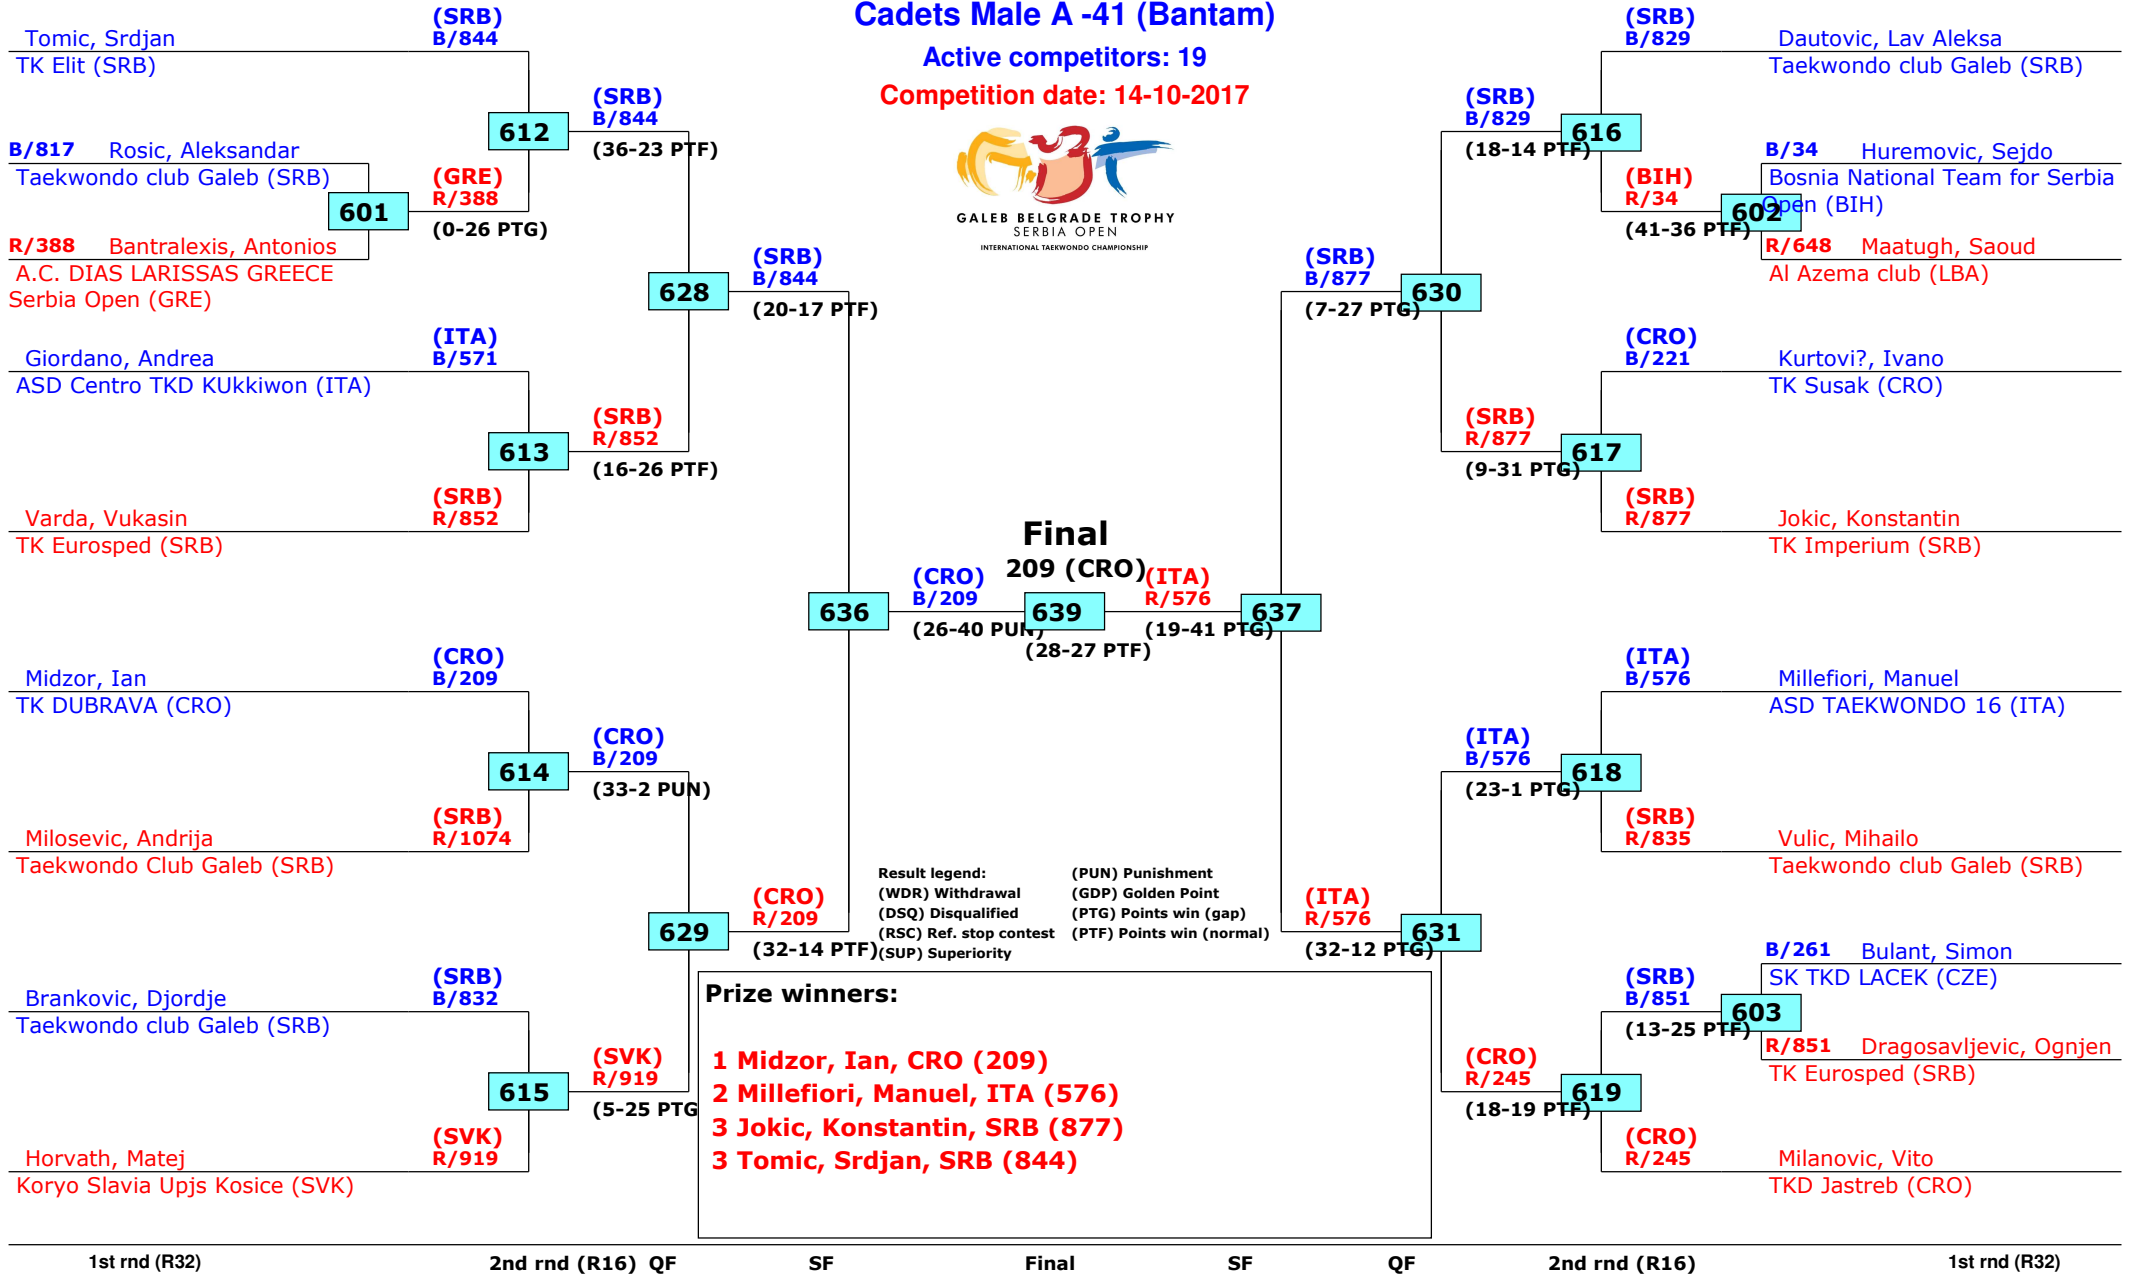 Cadets Male A -41 (Bantam)
Active competitors: 19
Competition date: 14-10-2017
GALEB BELGRADE TROPHY
SERBIA OPEN
INTERNATIONAL TAEKWONDO CHAMPIONSHIP
Tomic, Srdjan
TK Elit (SRB)
(SRB)
B/844
B/817 Rosic, Aleksandar
Taekwondo club Galeb (SRB)
601
R/388 Bantralexis, Antonios
A.C. DIAS LARISSAS GREECE
Serbia Open (GRE)
(GRE)
R/388
(0-26 PTG)
612
(SRB)
B/844
(36-23 PTF)
Giordano, Andrea
ASD Centro TKD KUkkiwon (ITA)
(ITA)
B/571
613
Varda, Vukasin
TK Eurosped (SRB)
(SRB)
R/852
(SRB)
R/852
(16-26 PTF)
628
(SRB)
B/844
(20-17 PTF)
Midzor, Ian
TK DUBRAVA (CRO)
(CRO)
B/209
614
Milosevic, Andrija
Taekwondo Club Galeb (SRB)
(SRB)
R/1074
(CRO)
B/209
(33-2 PUN)
Brankovic, Djordje
Taekwondo club Galeb (SRB)
(SRB)
B/832
615
Horvath, Matej
Koryo Slavia Upjs Kosice (SVK)
(SVK)
R/919
(SVK)
R/919
(5-25 PTG
629
(CRO)
R/209
(32-14 PTF)
636
(CRO)
B/209
(26-40 PUN)
Final
209 (CRO)
639
(28-27 PTF)
(ITA)
R/576
(19-41 PTG)
637
(SRB)
B/877
(7-27 PTG)
630
(SRB)
B/829
(18-14 PTF)
616
(SRB)
B/829
Dautovic, Lav Aleksa
Taekwondo club Galeb (SRB)
(BIH)
R/34
(41-36 PTF)
602
B/34 Huremovic, Sejdo
Bosnia National Team for Serbia
Open (BIH)
R/648 Maatugh, Saoud
Al Azema club (LBA)
(SRB)
R/877
(9-31 PTG)
617
(CRO)
B/221
Kurtovi?, Ivano
TK Susak (CRO)
(SRB)
R/877
Jokic, Konstantin
TK Imperium (SRB)
(ITA)
R/576
(32-12 PTG)
631
(ITA)
B/576
(23-1 PTG)
618
(ITA)
B/576
Millefiori, Manuel
ASD TAEKWONDO 16 (ITA)
(SRB)
R/835
Vulic, Mihailo
Taekwondo club Galeb (SRB)
(CRO)
R/245
(18-19 PTF)
619
(SRB)
B/851
(13-25 PTF)
603
B/261 Bulant, Simon
SK TKD LACEK (CZE)
R/851 Dragosavljevic, Ognjen
TK Eurosped (SRB)
(CRO)
R/245
Milanovic, Vito
TKD Jastreb (CRO)
Result legend: (PUN) Punishment
(WDR) Withdrawal (GDP) Golden Point
(DSQ) Disqualified (PTG) Points win (gap)
(RSC) Ref. stop contest (PTF) Points win (normal)
(SUP) Superiority
Prize winners:
1 Midzor, Ian, CRO (209)
2 Millefiori, Manuel, ITA (576)
3 Jokic, Konstantin, SRB (877)
3 Tomic, Srdjan, SRB (844)
1st rnd (R32) 2nd rnd (R16) QF SF Final SF QF 2nd rnd (R16) 1st rnd (R32)